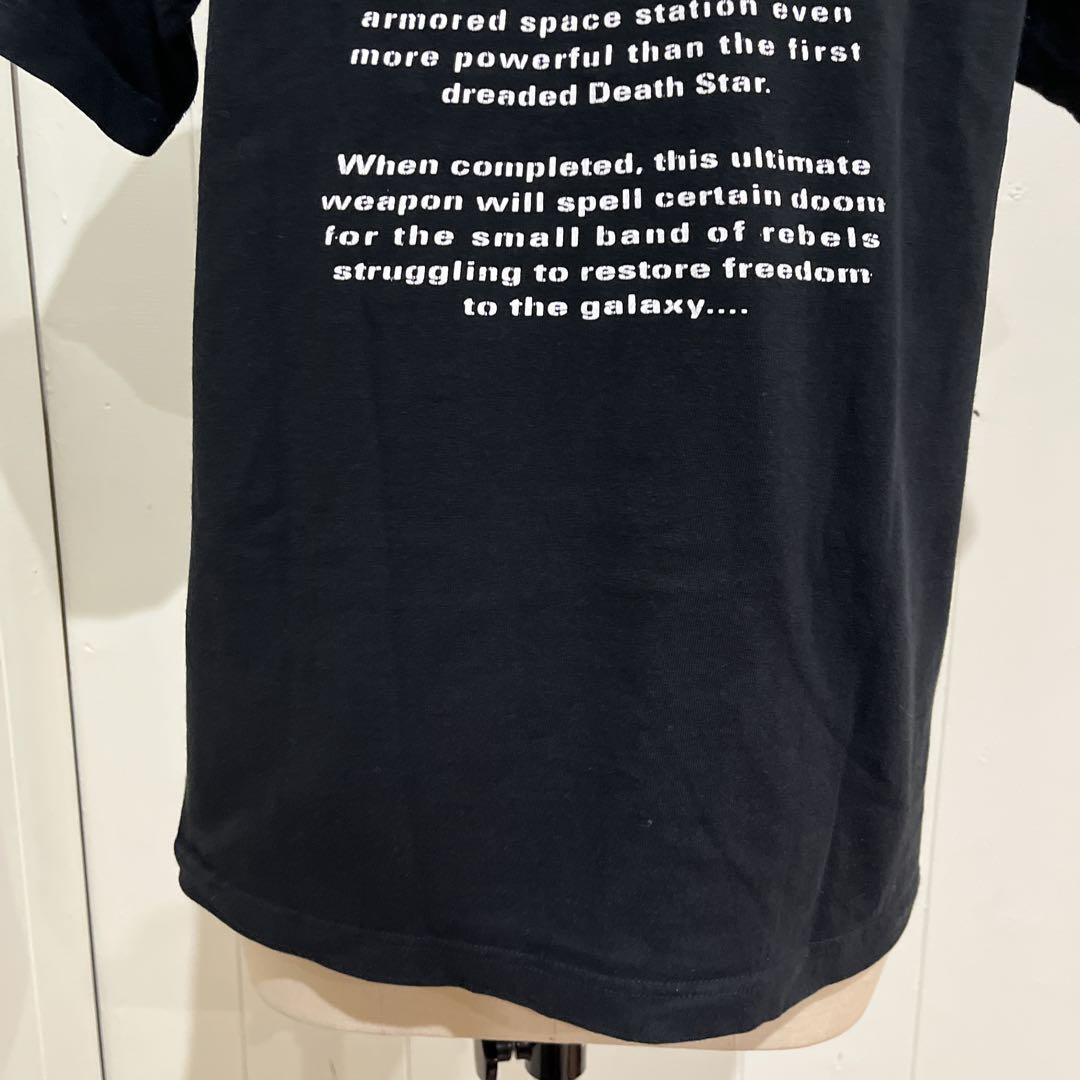 armored space station even
more powerful than the first
dreaded Death Star.
When completed, this ultimate
weapon will spell certain doom
for the small band of rebels
struggling to restore freedom
to the galaxy....